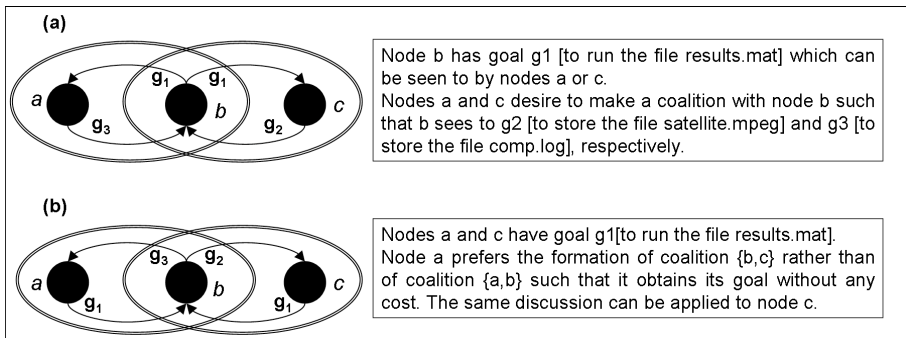 (a)
a
g1
g1
b
c
g3
g2
Node b has goal g1 [to run the file results.mat] which can
be seen to by nodes a or c.
Nodes a and c desire to make a coalition with node b such
that b sees to g2 [to store the file satellite.mpeg] and g3 [to
store the file comp.log], respectively.
(b)
a
g3
g2
b
c
g1
g1
Nodes a and c have goal g1[to run the file results.mat].
Node a prefers the formation of coalition {b,c} rather than
of coalition {a,b} such that it obtains its goal without any
cost. The same discussion can be applied to node c.